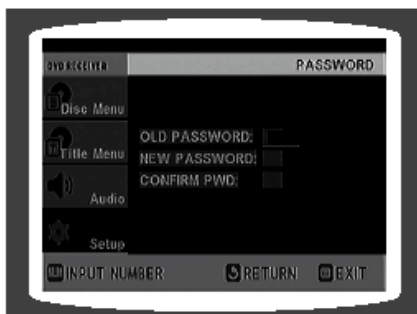 DVD RECEIVER
PASSWORD
Disc Menu
Title Menu
Audio
Setup
OLD PASSWORD:
NEW PASSWORD:
CONFIRM PWD:
INPUT NUMBER
RETURN
EXIT